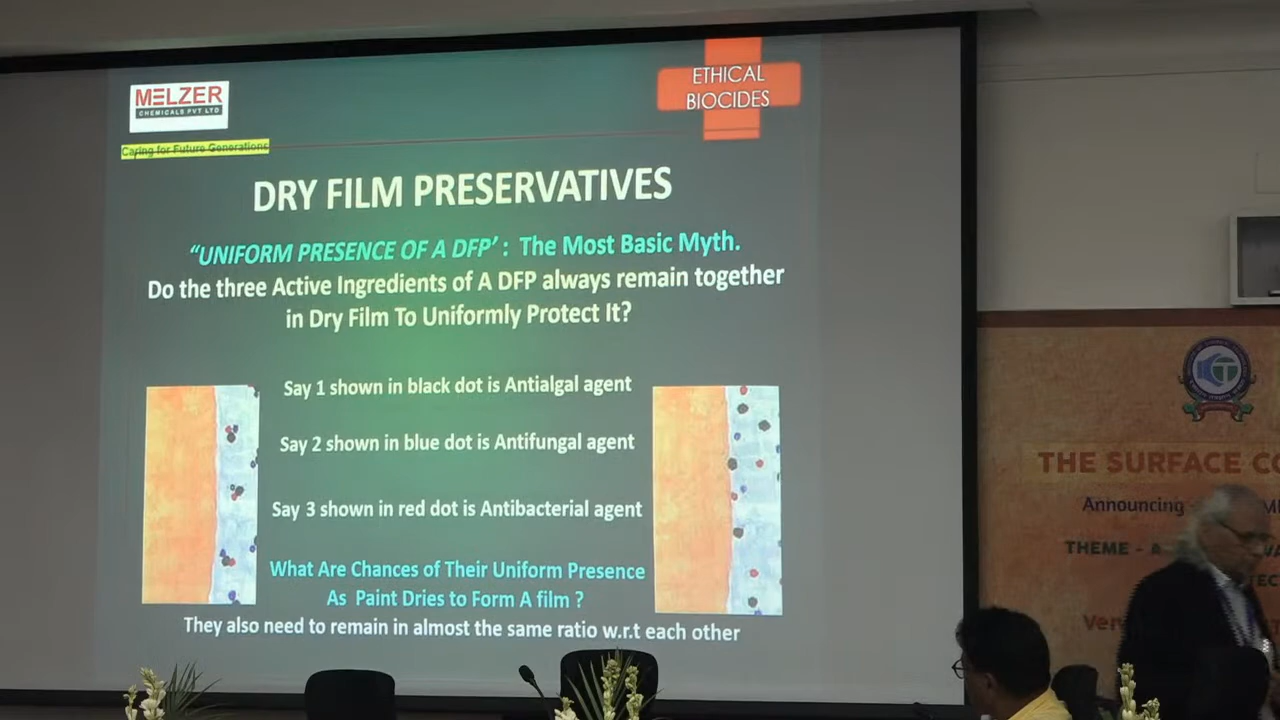 MELZER
CHEMICALS PVT LTD
Caring for Future Generations
ETHICAL
BIOCIDES
DRY FILM PRESERVATIVES
“UNIFORM PRESENCE OF A DFP’ : The Most Basic Myth.
Do the three Active Ingredients of A DFP always remain together
in Dry Film To Uniformly Protect It?
Say 1 shown in black dot is Antialgal agent
Say 2 shown in blue dot is Antifungal agent
Say 3 shown in red dot is Antibacterial agent
What Are Chances of Their Uniform Presence
As Paint Dries to Form A film ?
They also need to remain in almost the same ratio w.r.t each other
THE SURFACE
Announcing
THEME -